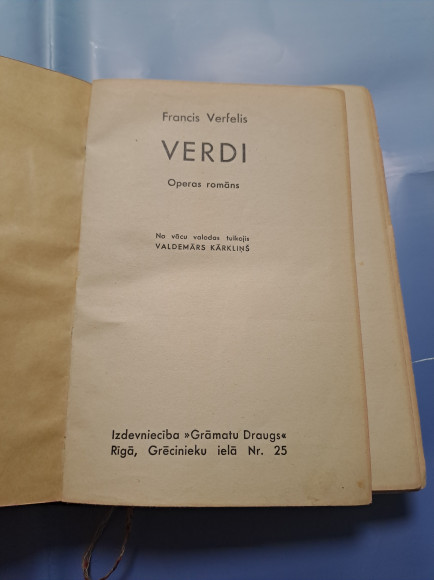 Francis Verfelis
VERDI
Operas romāns
No vācu valodas tulkojis
VALDEMĀRS KĀRKLIŅŠ
Izdevniecība »Grāmatu Draugs«
Rīgā, Grēcinieku ielā Nr. 25